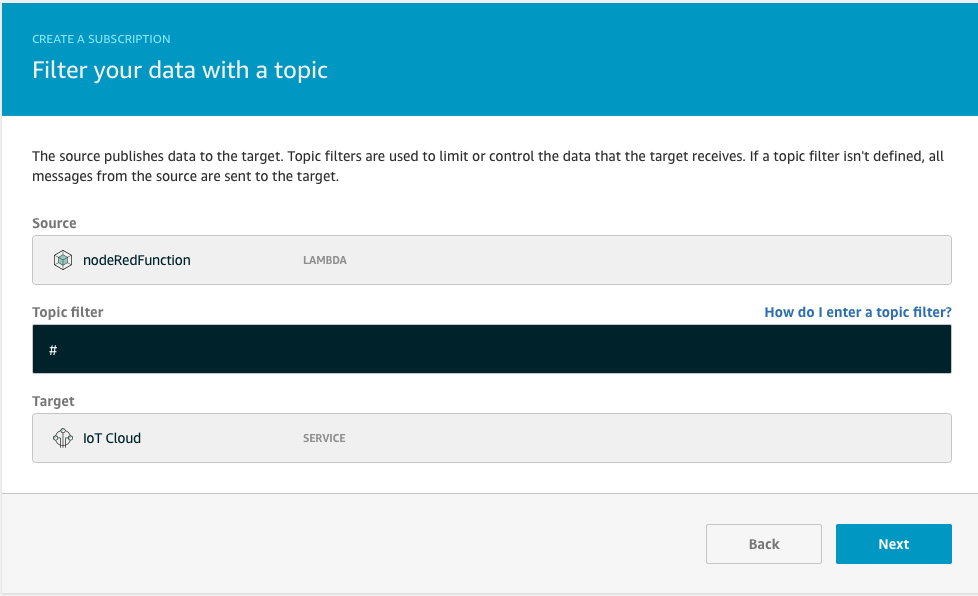 CREATE A SUBSCRIPTION
Filter your data with a topic
The source publishes data to the target. Topic filters are used to limit or control the data that the target receives. If a topic filter isn't defined, all
messages from the source are sent to the target.
Source
nodeRedFunction LAMBDA
Topic filter How do I enter a topic filter?
#
Target
IoT Cloud SERVICE
Back Next